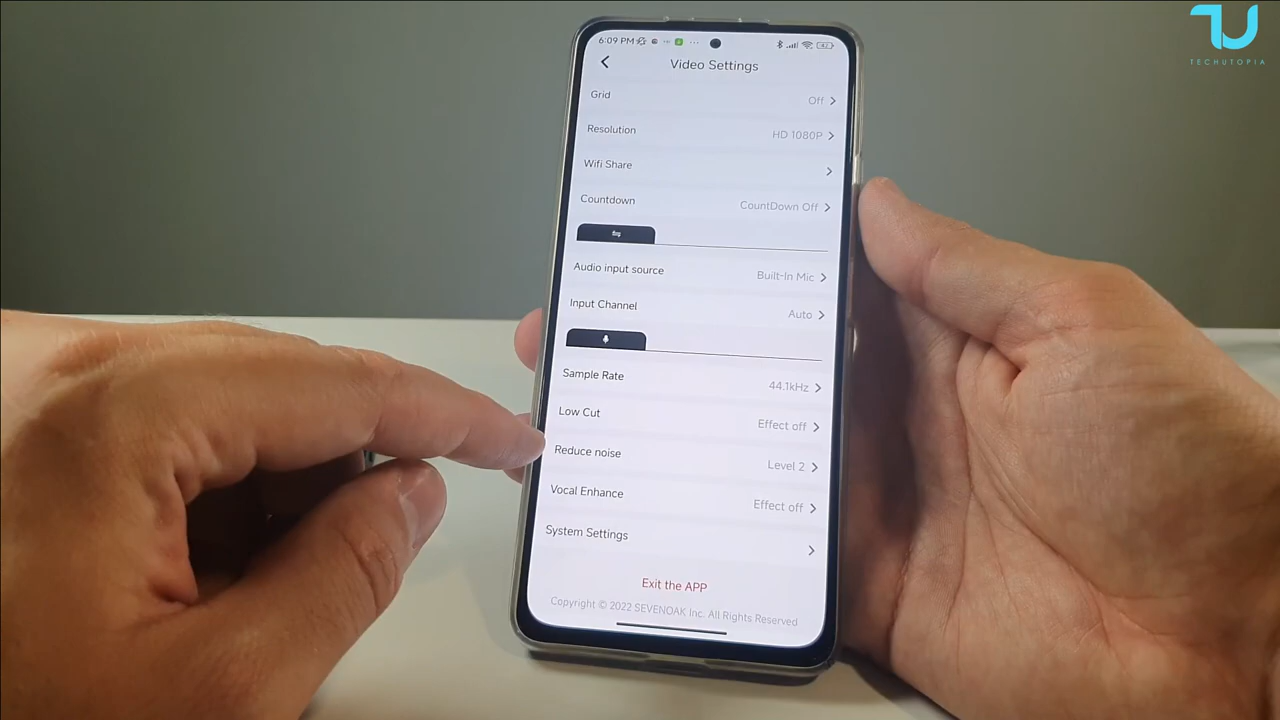 TECHUTOPIA
6:09 PM
42
Video Settings
Grid Off
Resolution HD 1080P
Wifi Share
Countdown CountDown Off
Audio input source Built-In Mic
Input Channel Auto
Sample Rate 44.1kHz
Low Cut Effect off
Reduce noise Level 2
Vocal Enhance Effect off
System Settings
Exit the APP
Copyright © 2022 SEVENOAK Inc. All Rights Reserved